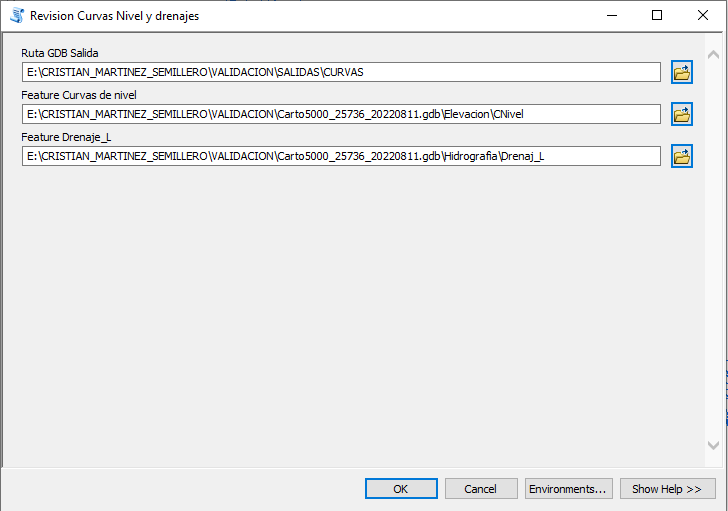 Revision Curvas Nivel y drenajes
Ruta GDB Salida
E:\CRISTIAN_MARTINEZ_SEMILLERO\VALIDACION\SALIDAS\CURVAS
Feature Curvas de nivel
E:\CRISTIAN_MARTINEZ_SEMILLERO\VALIDACION\Carto5000_25736_20220811.gdb\Elevacion\CNivel
Feature Drenaje_L
E:\CRISTIAN_MARTINEZ_SEMILLERO\VALIDACION\Carto5000_25736_20220811.gdb\Hidrografia\Drenaj_L
OK Cancel Environments... Show Help >>